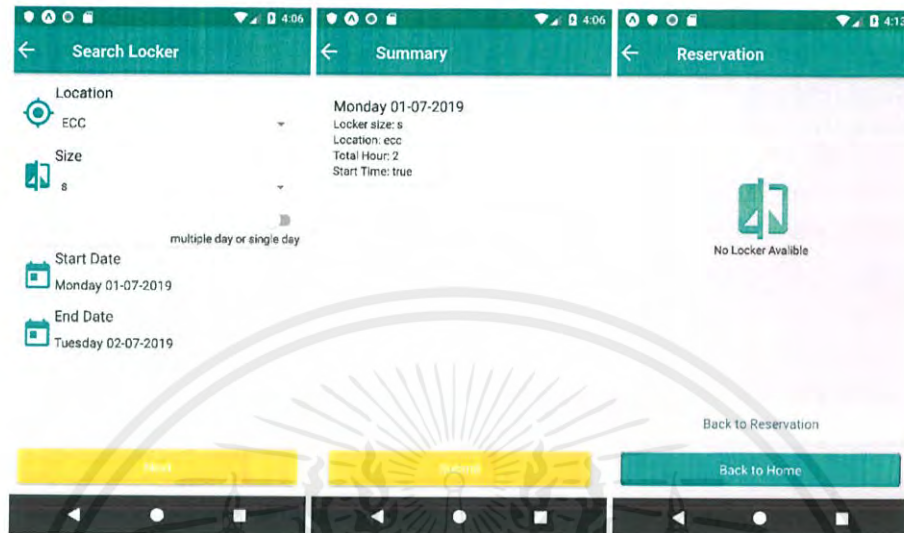 4:06
Search Locker
Location
ECC
Size
s
multiple day or single day
Start Date
Monday 01-07-2019
End Date
Tuesday 02-07-2019
Next
4:06
Summary
Monday 01-07-2019
Locker size: s
Location: ecc
Total Hour: 2
Start Time: true
Submit
4:13
Reservation
No Locker Avalible
Back to Reservation
Back to Home